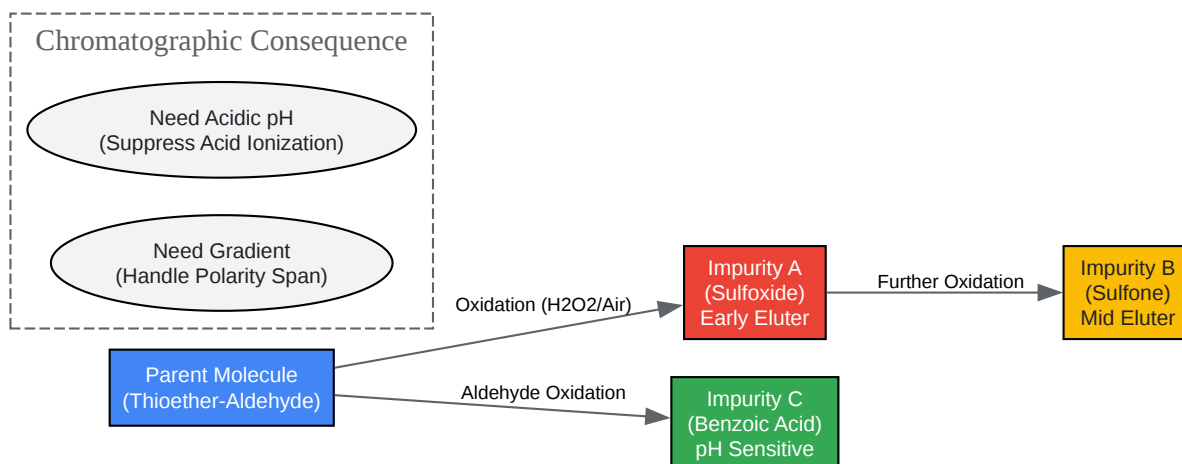 Chromatographic Consequence
Need Acidic pH
(Suppress Acid Ionization)
Need Gradient
(Handle Polarity Span)
Parent Molecule
(Thioether-Aldehyde)
Oxidation (H2O2/Air)
Aldehyde Oxidation
Impurity A
(Sulfoxide)
Early Eluter
Further Oxidation
Impurity B
(Sulfone)
Mid Eluter
Impurity C
(Benzoic Acid)
pH Sensitive